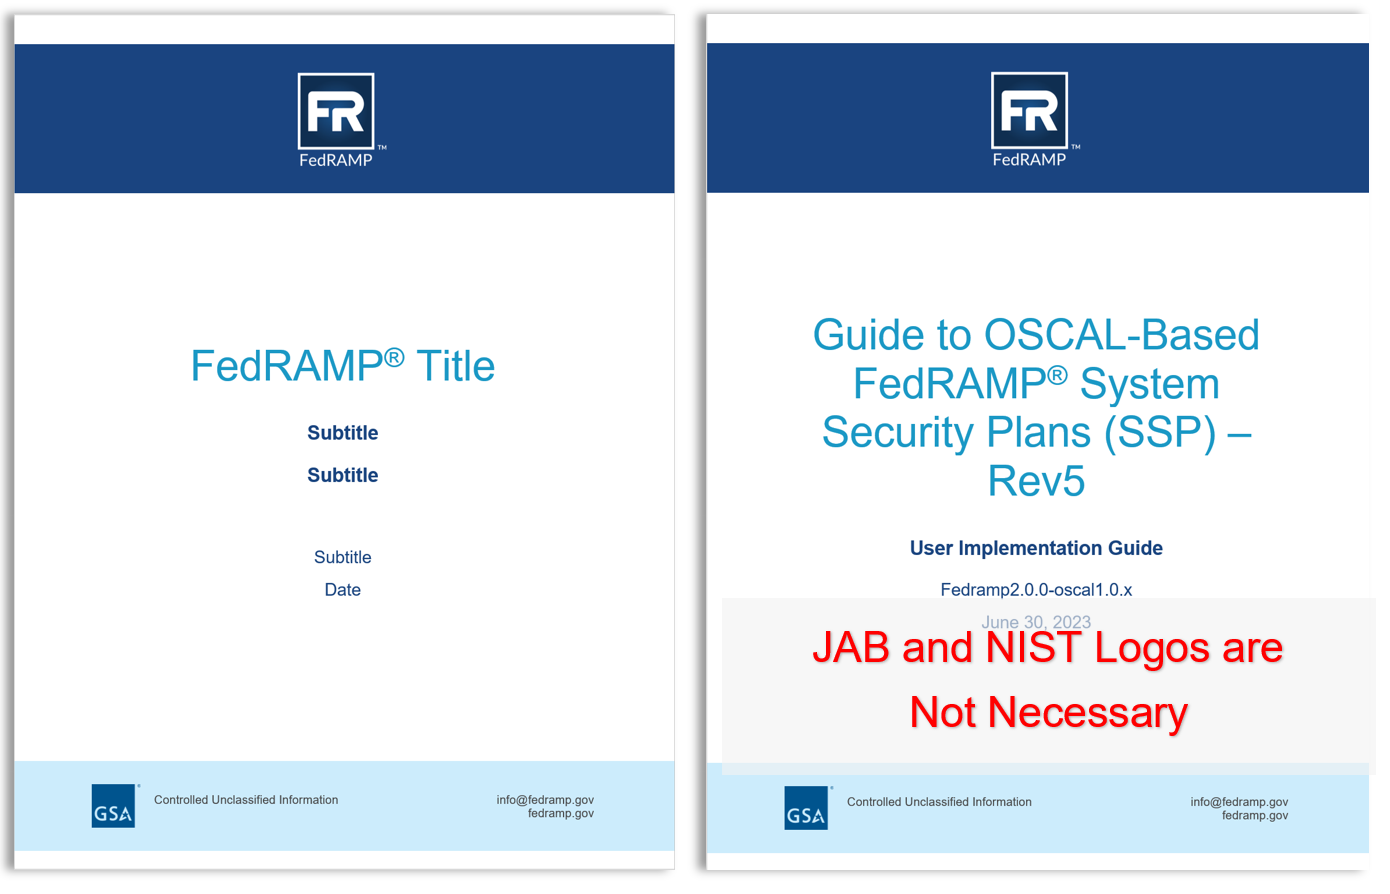 FR
TM
FedRAMP
FedRAMP® Title
Subtitle
Subtitle
Subtitle
Date
GSA
®
Controlled Unclassified Information
info@fedramp.gov
fedramp.gov
FR
TM
FedRAMP
Guide to OSCAL-Based
FedRAMP® System
Security Plans (SSP) –
Rev5
User Implementation Guide
Fedramp2.0.0-oscal1.0.x
June 30, 2023
JAB and NIST Logos are
Not Necessary
GSA
®
Controlled Unclassified Information
info@fedramp.gov
fedramp.gov